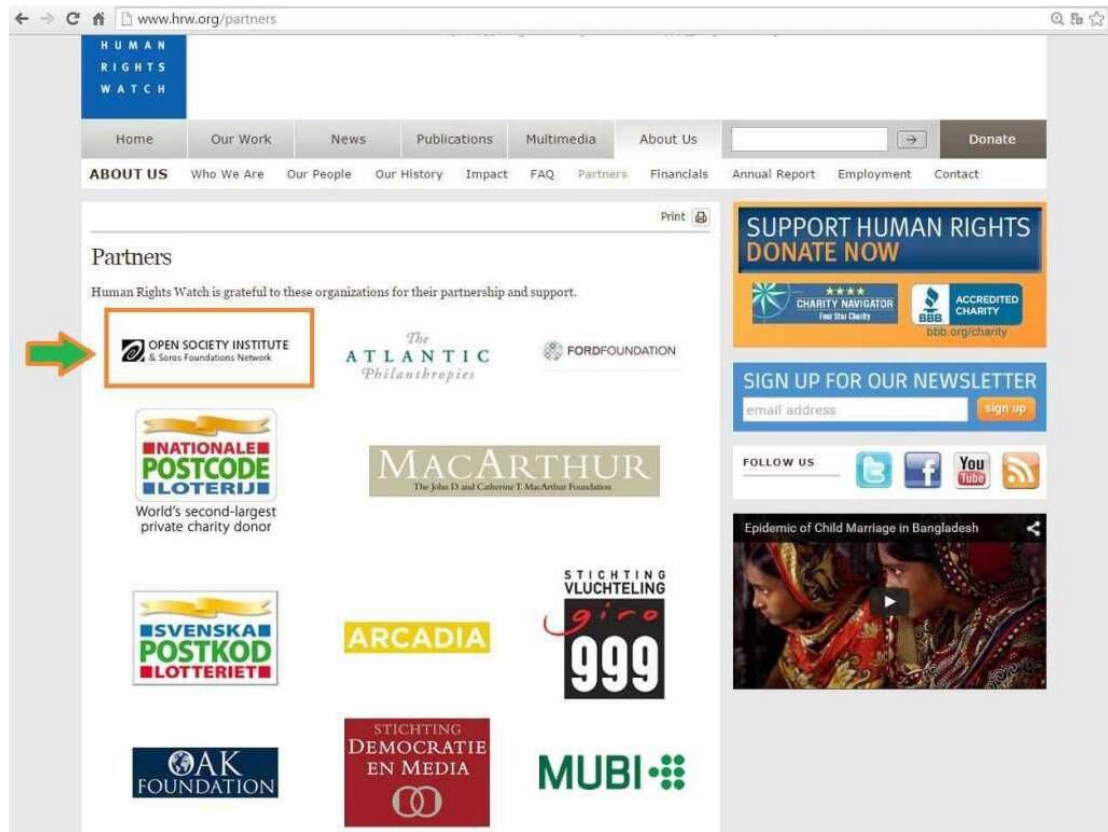 www.hrw.org/partners
HUMAN
RIGHTS
WATCH
Home Our Work News Publications Multimedia About Us Donate
ABOUT US Who We Are Our People Our History Impact FAQ Partners Financials Annual Report Employment Contact
Print
Partners
Human Rights Watch is grateful to these organizations for their partnership and support.
OPEN SOCIETY INSTITUTE
& Soros Foundations Network
The
ATLANTIC
Philanthropies
FORDFOUNDATION
NATIONALE
POSTCODE
LOTERIJ
World's second-largest
private charity donor
MACARTHUR
The John D. and Catherine T. MacArthur Foundation
SVENSKA
POSTKOD
LOTTERIET
ARCADIA
STICHTING
VLUCHTELING
giro
999
OAK
FOUNDATION
STICHTING
DEMOCRATIE
EN MEDIA
MUBI
SUPPORT HUMAN RIGHTS
DONATE NOW
CHARITY NAVIGATOR
Four Star Charity
BBB
ACCREDITED
CHARITY
bbb.org/charity
SIGN UP FOR OUR NEWSLETTER
email address sign up
FOLLOW US
You
Tube
Epidemic of Child Marriage in Bangladesh